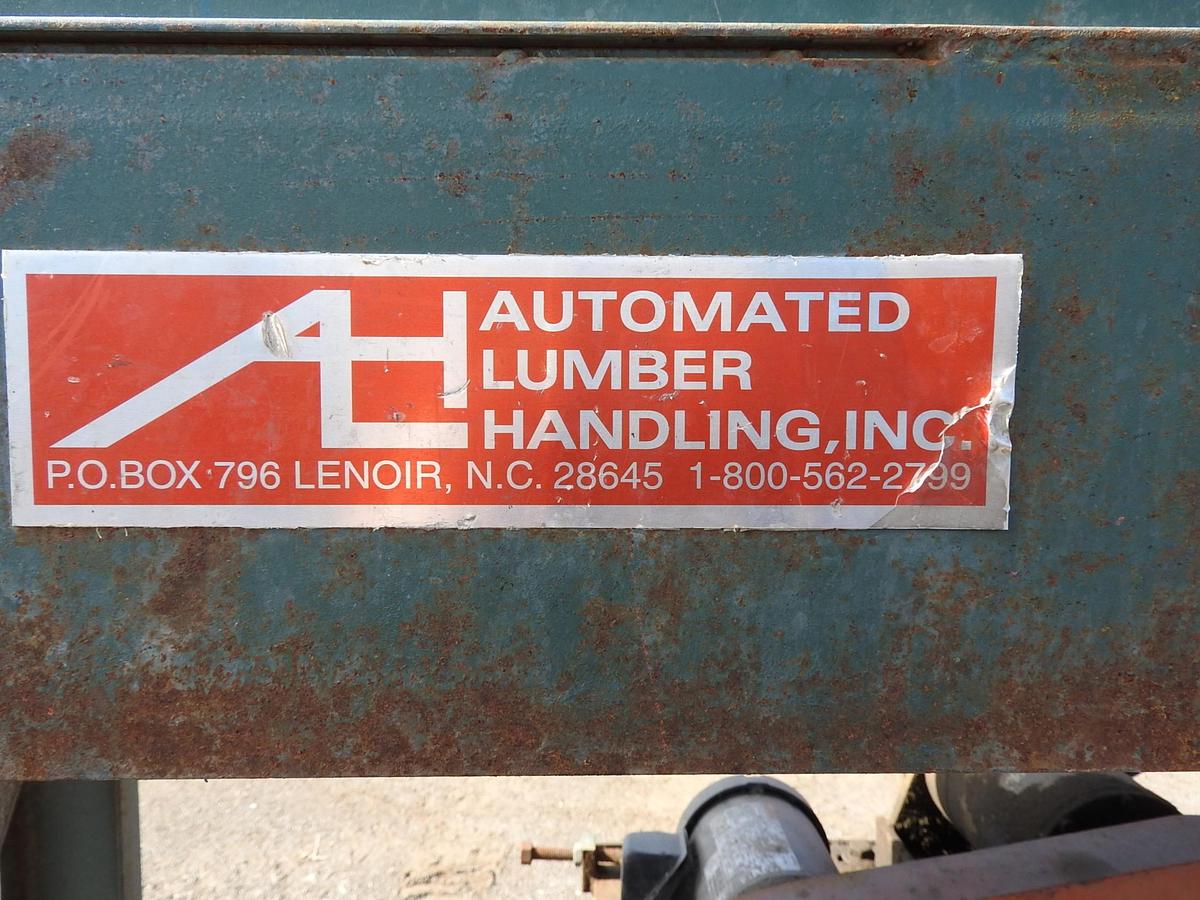 AUTOMATED
LUMBER
HANDLING, INC.
P.O. BOX 796 LENOIR, N.C. 28645 1-800-562-2799